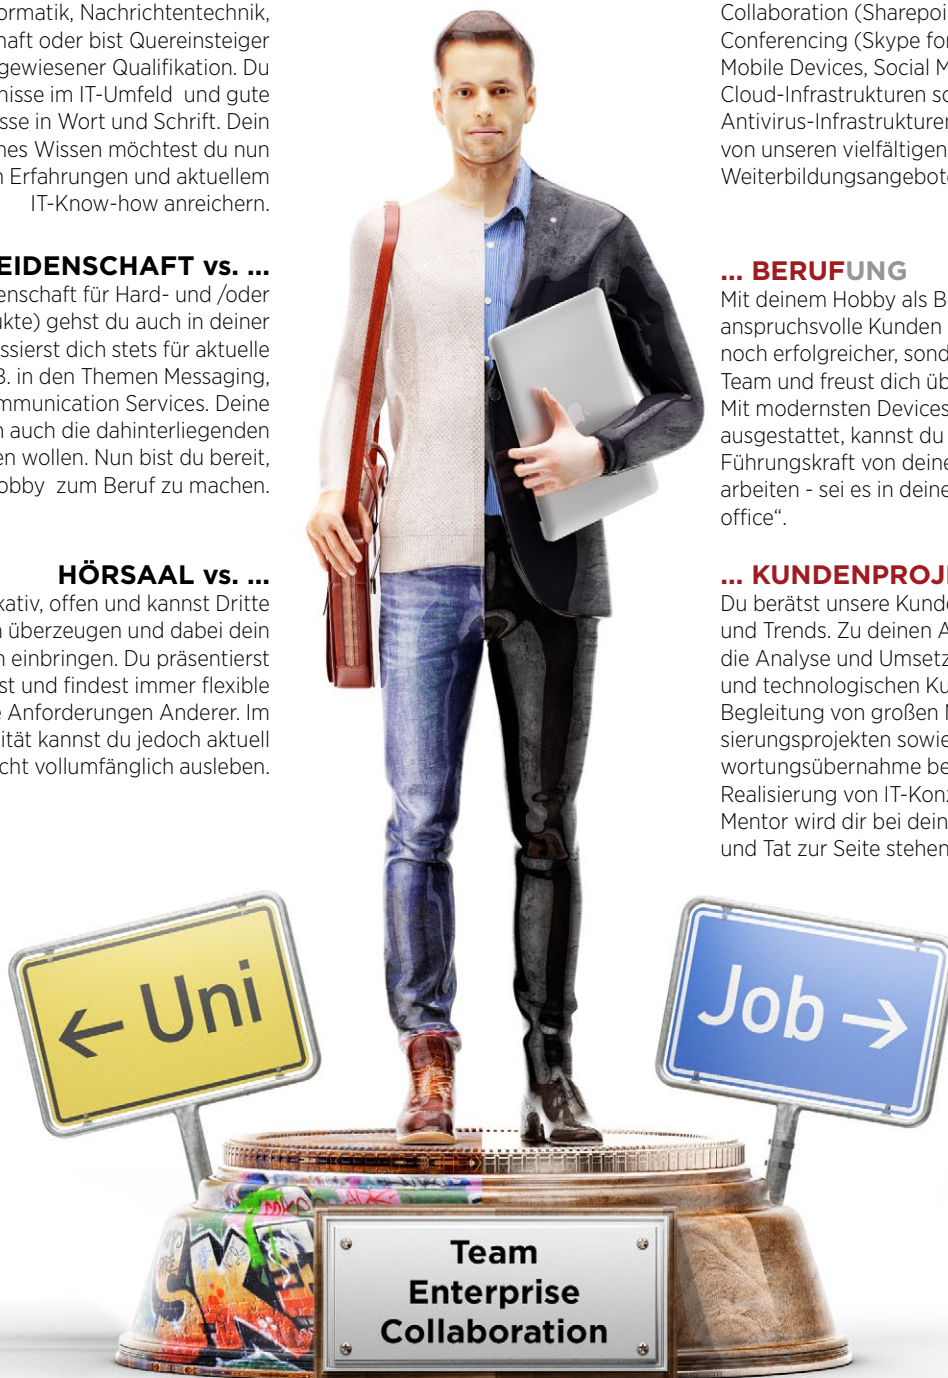 ormatik, Nachrichtentechnik,
haft oder bist Quereinsteiger
gewiesener Qualifikation. Du
nisse im IT-Umfeld und gute
sse in Wort und Schrift. Dein
nes Wissen möchtest du nun
n Erfahrungen und aktuellem
IT-Know-how anreichern.
EIDENSCHAFT vs. ...
enschaft für Hard- und /oder
ukte) gehst du auch in deiner
ssierst dich stets für aktuelle
B. in den Themen Messaging,
mmunication Services. Deine
n auch die dahinterliegenden
en wollen. Nun bist du bereit,
obby zum Beruf zu machen.
HÖRSAAL vs. ...
kativ, offen und kannst Dritte
n überzeugen und dabei dein
n einbringen. Du präsentierst
st und findest immer flexible
e Anforderungen Anderer. Im
ität kannst du jedoch aktuell
cht vollumfänglich ausleben.
Collaboration (Sharepoi
Conferencing (Skype for
Mobile Devices, Social M
Cloud-Infrastrukturen so
Antivirus-Infrastrukturen
von unseren vielfältigen
Weiterbildungsangebote
... BERUFUNG
Mit deinem Hobby als Be
anspruchsvolle Kunden
noch erfolgreicher, sond
Team und freust dich üb
Mit modernsten Devices
ausgestattet, kannst du
Führungskraft von deine
arbeiten - sei es in deine
office“.
... KUNDENPROJ
Du berätst unsere Kunde
und Trends. Zu deinen A
die Analyse und Umsetz
und technologischen Ku
Begleitung von großen M
sierungsprojekten sowie
wortungsübernahme be
Realisierung von IT-Konz
Mentor wird dir bei dein
und Tat zur Seite stehen
← Uni
Job →
Team
Enterprise
Collaboration